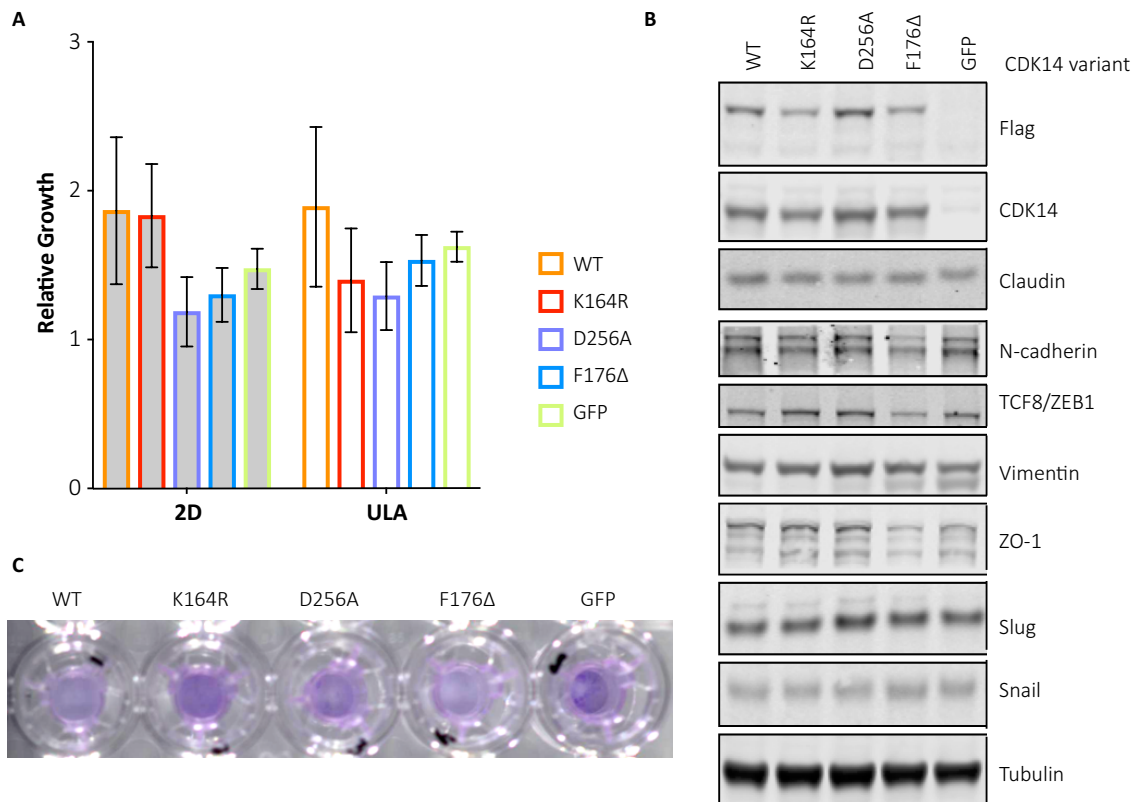 A
3
2
1
0
Relative Growth
2D
ULA
WT
K164R
D256A
F176Δ
GFP
B
WT
K164R
D256A
F176Δ
GFP
CDK14 variant
Flag
CDK14
Claudin
N-cadherin
TCF8/ZEB1
Vimentin
ZO-1
Slug
Snail
Tubulin
C
WT K164R D256A F176Δ GFP